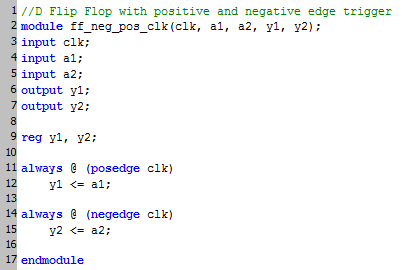 1 //D Flip Flop with positive and negative edge trigger
2 module ff_neg_pos_clk(clk, a1, a2, y1, y2);
3 input clk;
4 input a1;
5 input a2;
6 output y1;
7 output y2;
8
9 reg y1, y2;
10
11 always @ (posedge clk)
12     y1 <= a1;
13
14 always @ (negedge clk)
15     y2 <= a2;
16
17 endmodule